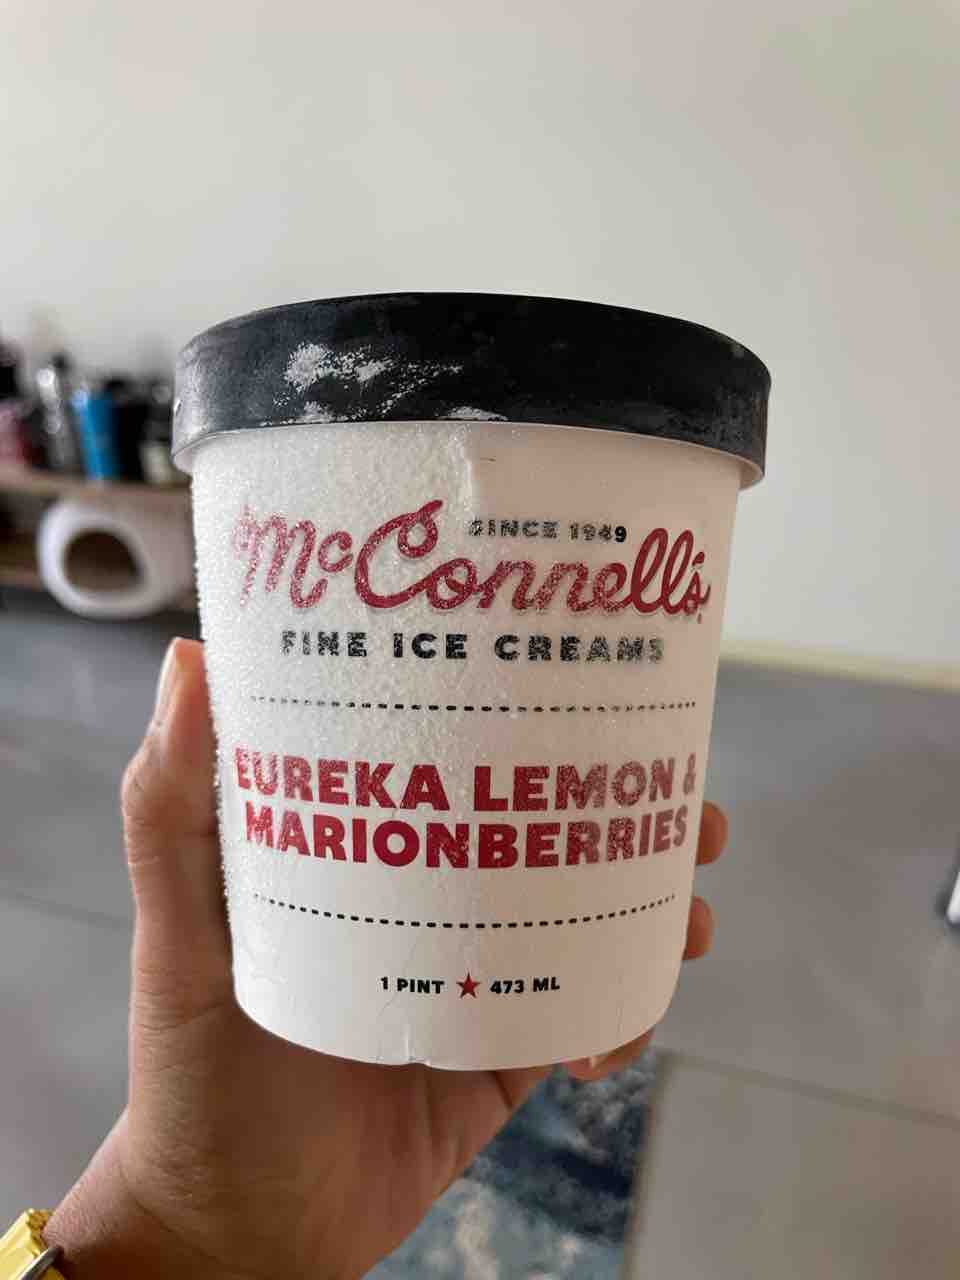 SINCE 1949
McConnell's
FINE ICE CREAMS
EUREKA LEMON &
MARIONBERRIES
1 PINT ★ 473 ML